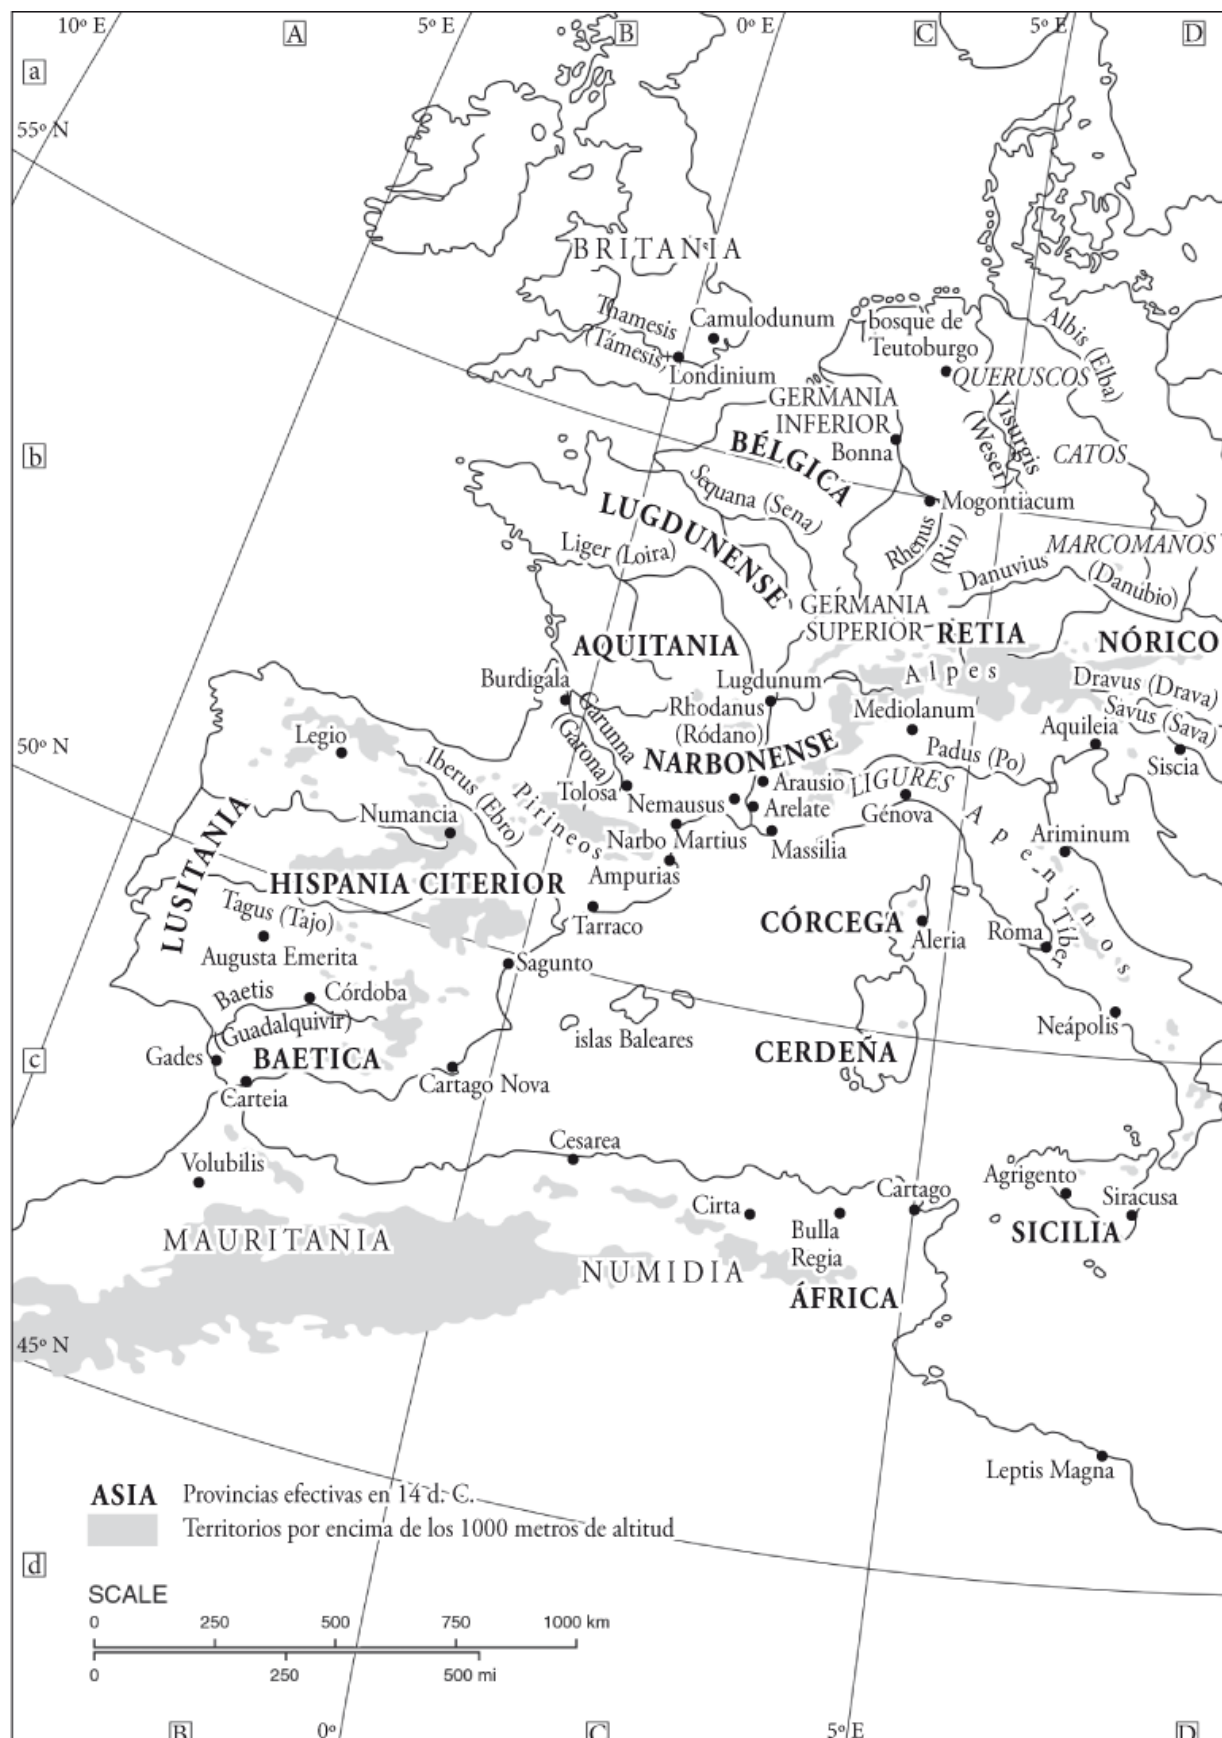 10º E
A
5º E
B
0º E
C
5º E
D
a
55º N
BRITANIA
Thamesis
(Támesis)
Camulodunum
Londinium
bosque de
Teutoburgo
Albis (Elba)
QUERUSCOS
GERMANIA
INFERIOR
Visurgis
(Weser)
b
BÉLGICA
Bonna
CATOS
Sequana (Sena)
Mogontiacum
LUGDUNENSE
Rhenus
(Rin)
MARCOMANOS
Liger (Loira)
Danuvius
(Danubio)
GERMANIA
SUPERIOR
RETIA
NÓRICO
AQUITANIA
Alpes
Burdigala
Lugdunum
Dravus (Drava)
Garunna
(Garona)
Rhodanus
(Ródano)
Mediolanum
Savus (Sava)
Aquileia
Legio
50º N
NARBONENSE
Padus (Po)
Siscia
Iberus (Ebro)
Tolosa
Pirineos
Arausio
LIGURES
Nemausus
Arelate
Génova
Apeninos
Numancia
Narbo Martius
Massilia
Ariminum
LUSITANIA
Ampurias
HISPANIA CITERIOR
Tagus (Tajo)
Tarraco
CÓRCEGA
Aleria
Roma
Tíber
Augusta Emerita
Sagunto
Baetis
(Guadalquivir)
Córdoba
islas Baleares
Neápolis
c
Gades
BAETICA
CERDEÑA
Carteia
Cartago Nova
Cesarea
Volubilis
Agrigento
Cirta
Cartago
Siracusa
Bulla
Regia
SICILIA
MAURITANIA
NUMIDIA
ÁFRICA
45º N
Leptis Magna
ASIA Provincias efectivas en 14 d. C.
Territorios por encima de los 1000 metros de altitud
d
SCALE
0 250 500 750 1000 km
0 250 500 mi
B
0º
C
5º E
D